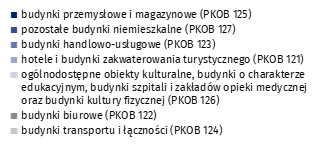 budynki przemysłowe i magazynowe (PKOB 125)
pozostałe budynki niemieszkalne (PKOB 127)
budynki handlowo-usługowe (PKOB 123)
hotele i budynki zakwaterowania turystycznego (PKOB 121)
ogólnodostępne obiekty kulturalne, budynki o charakterze
edukacyjnym, budynki szpitali i zakładów opieki medycznej
oraz budynki kultury fizycznej (PKOB 126)
budynki biurowe (PKOB 122)
budynki transportu i łączności (PKOB 124)